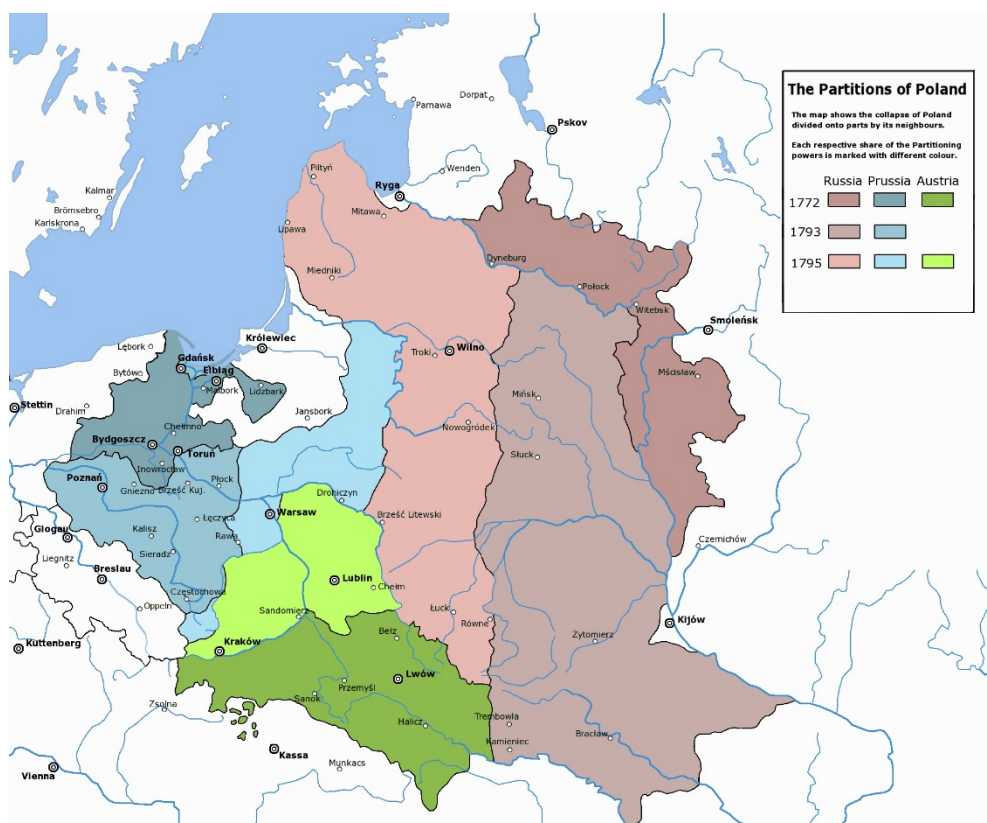 The Partitions of Poland
The map shows the collapse of Poland
divided onto parts by its neighbours.
Each respective share of the Partitioning
powers is marked with different colour.
Russia Prussia Austria
1772
1793
1795
Dorpat
Parnawa
Pskov
Piltyń
Wenden
Ryga
Kalmar
Mitawa
Brömsebro
Karlskrona
Lipawa
Dyneburg
Miedniki
Połock
Witebsk
Smoleńsk
Królewiec
Lębork
Wilno
Troki
Gdańsk
Bytów
Elbląg
Malbork
Lidzbark
Mścisław
Mińsk
Stettin
Drahim
Jansbork
Nowogródek
Chełmno
Bydgoszcz
Toruń
Słuck
Inowrocław
Poznań
Gniezno
Brześć Kuj.
Płock
Drohiczyn
Warsaw
Łęczyca
Brześć Litewski
Kalisz
Rawa
Glogau
Czernichów
Sieradz
Liegnitz
Breslau
Lublin
Chełm
Częstochowa
Oppeln
Sandomierz
Łuck
Równe
Kijów
Bełz
Żytomierz
Kuttenberg
Kraków
Lwów
Przemyśl
Sanok
Zsolna
Halicz
Trembowla
Bracław
Kamieniec
Kassa
Munkacs
Vienna